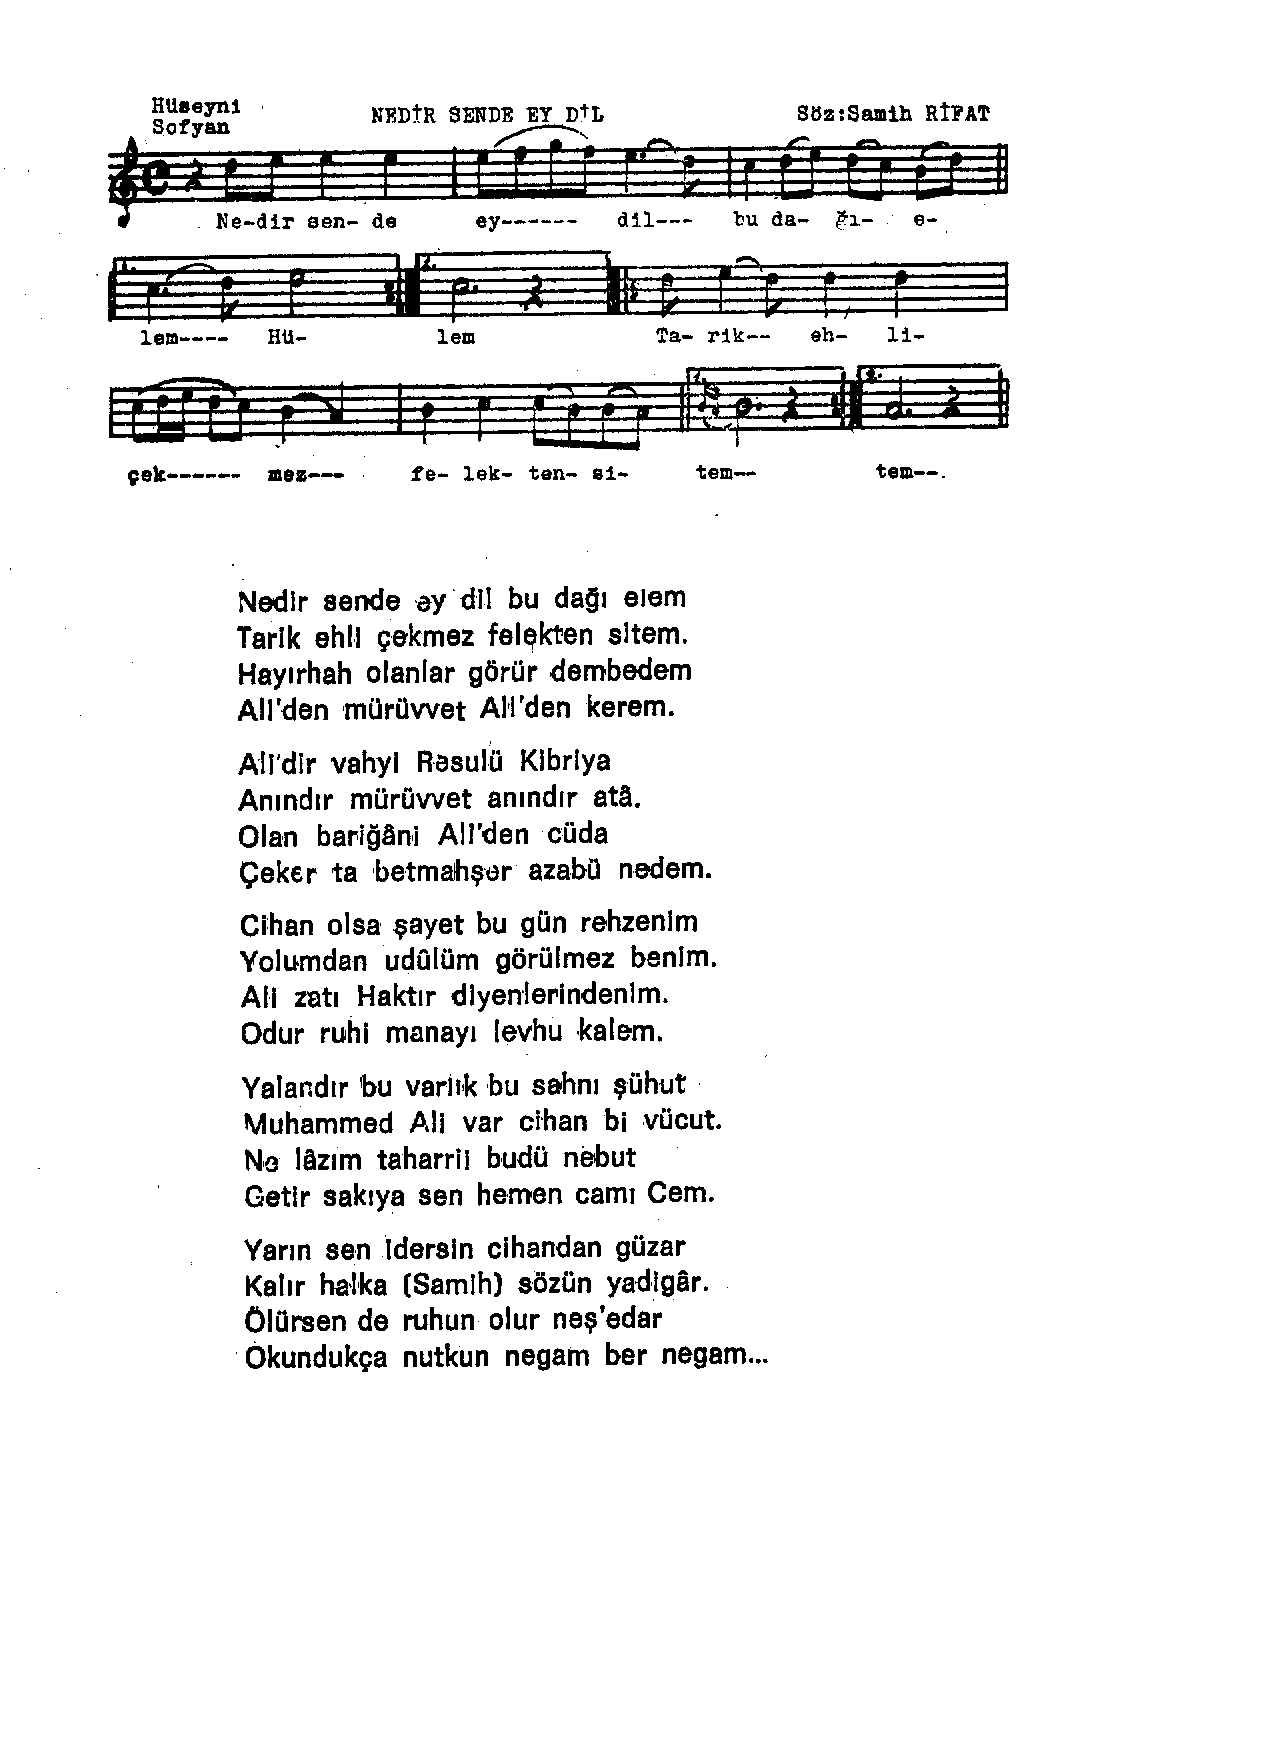 Hüseyni
Sofyan
NEDİR SENDE EY DİL
Söz:Samih RİFAT
Ne-dir sen- de ey------ dil--- bu da- ğı- e-
1. 2.
lem---- Hü- lem Ta- rik-- eh- li-
1. 2.
çek------ mez--- fe- lek- ten- si- tem-- tem--.
Nedir sende ey dil bu dağı elem
Tarik ehli çekmez felekten sitem.
Hayırhah olanlar görür dembedem
Ali'den mürüvvet Ali'den kerem.
Ali'dir vahyi Resulü Kibriya
Anındır mürüvvet anındır atâ.
Olan bariğâni Ali'den cüda
Çeker ta betmahşer azabü nedem.
Cihan olsa şayet bu gün rehzenim
Yolumdan udûlüm görülmez benim.
Ali zatı Haktır diyenlerindenim.
Odur ruhi manayı levhu kalem.
Yalandır bu varlık bu sahnı şühut
Muhammed Ali var cihan bi vücut.
Ne lâzım taharrii budü nebut
Getir sakıya sen hemen camı Cem.
Yarın sen idersin cihandan güzar
Kalır halka (Samih) sözün yadigâr.
Ölürsen de ruhun olur neş'edar
Okundukça nutkun negam ber negam...